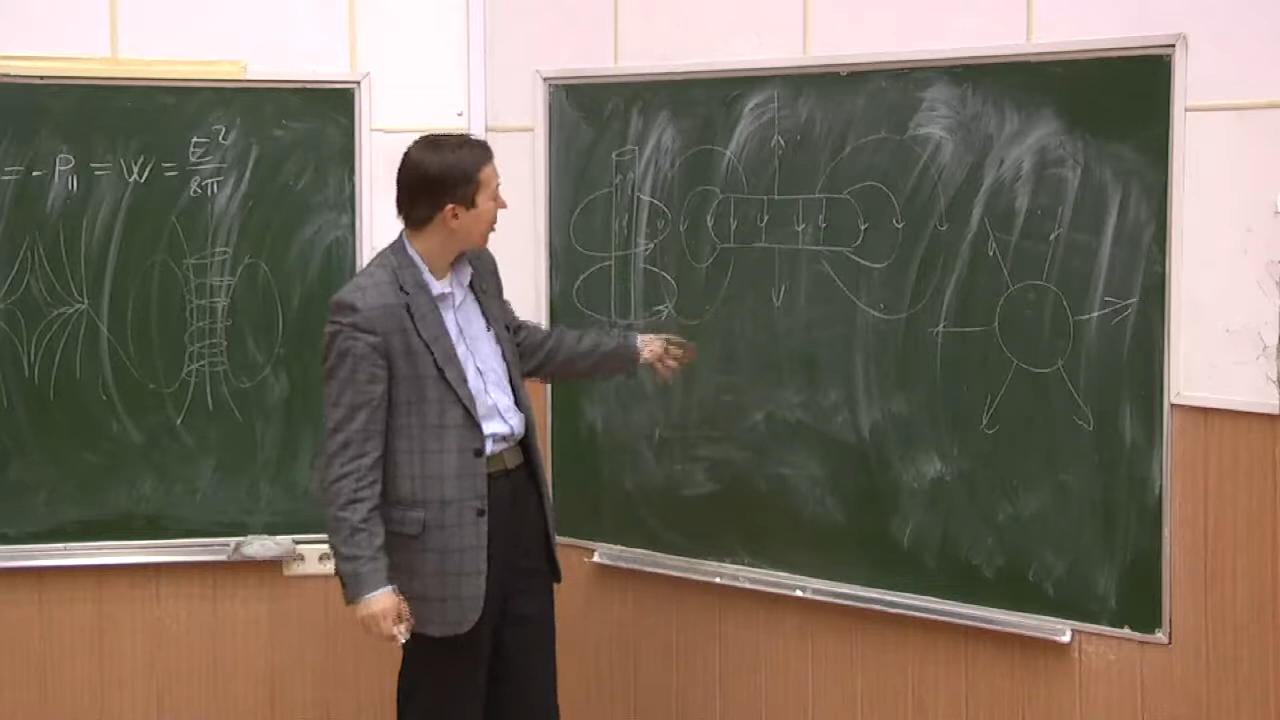 = -P∥ = W = E²/8π